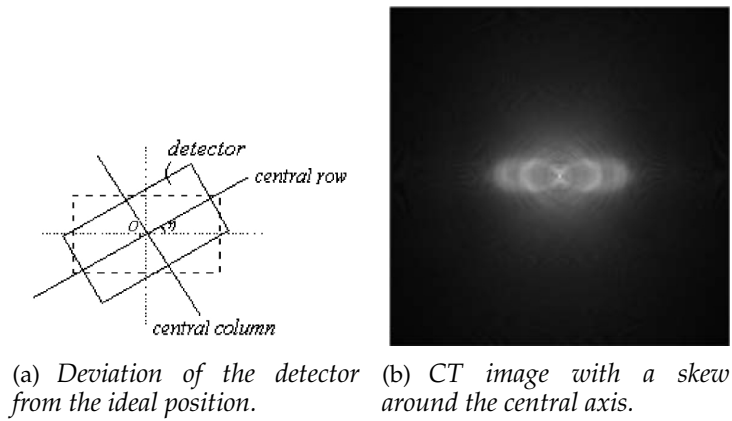 detector
central row
O η
central column
(a) Deviation of the detector
from the ideal position.
(b) CT image with a skew
around the central axis.